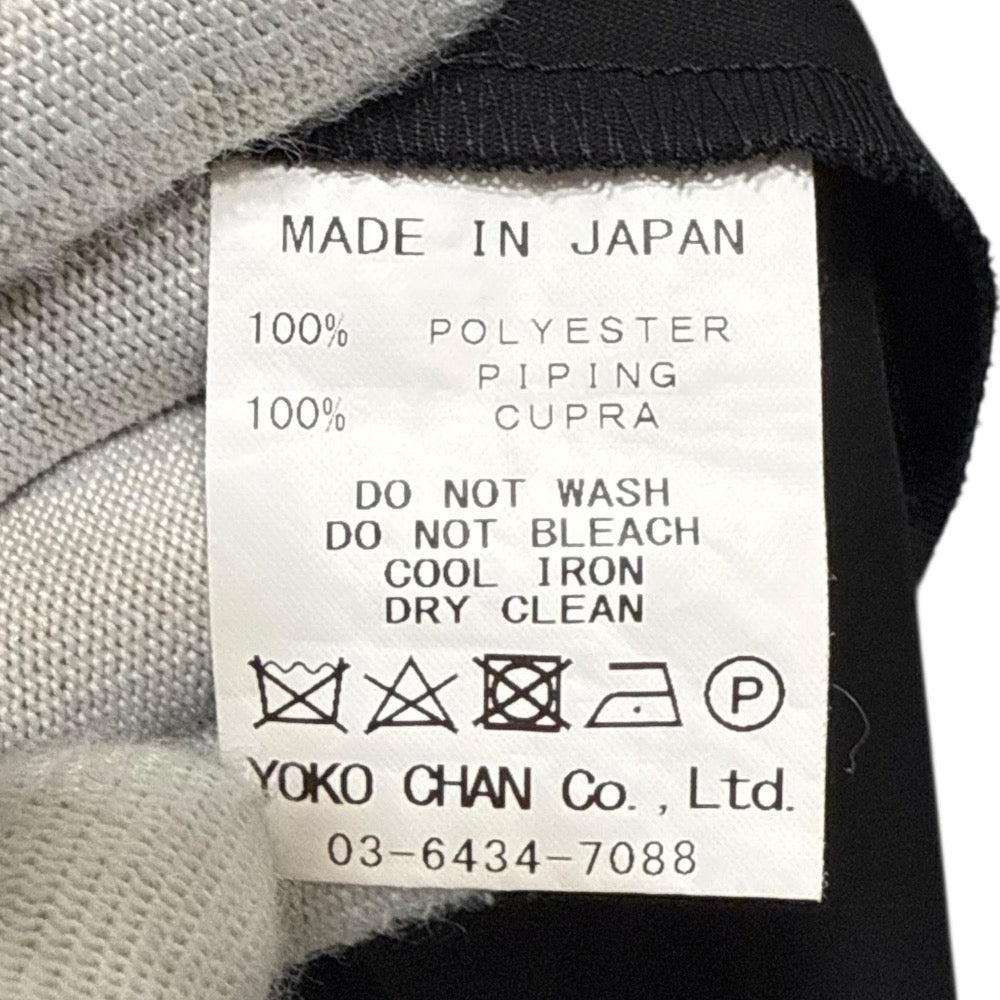 MADE IN JAPAN
100% POLYESTER
PIPING
100% CUPRA
DO NOT WASH
DO NOT BLEACH
COOL IRON
DRY CLEAN
P
YOKO CHAN Co., Ltd.
03-6434-7088